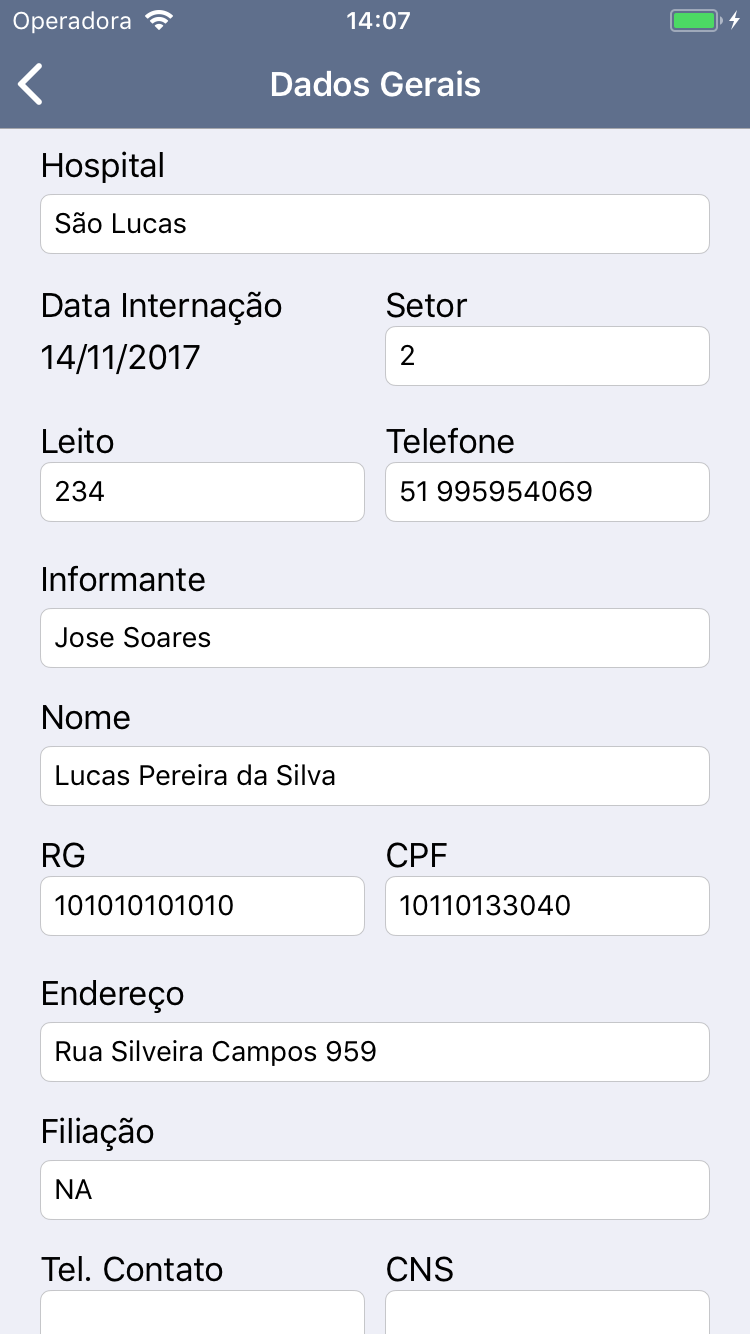 Operadora 14:07
Dados Gerais
Hospital
São Lucas
Data Internação Setor
14/11/2017 2
Leito Telefone
234 51 995954069
Informante
Jose Soares
Nome
Lucas Pereira da Silva
RG CPF
101010101010 10110133040
Endereço
Rua Silveira Campos 959
Filiação
NA
Tel. Contato CNS